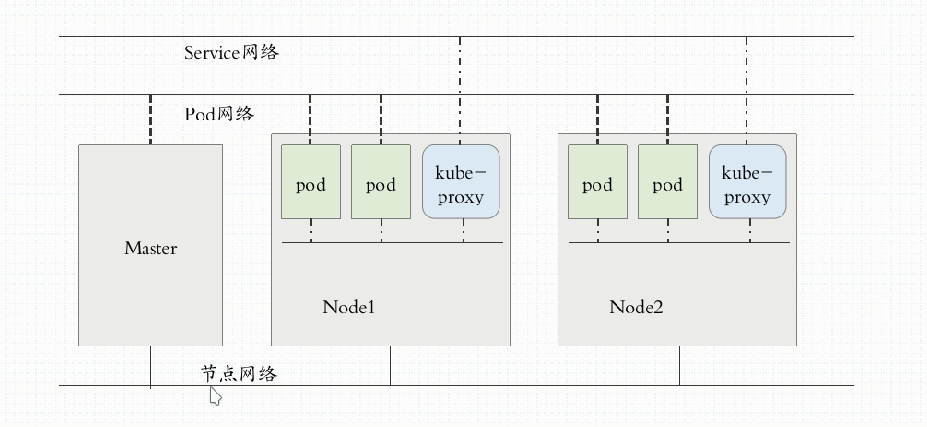 Service网络
Pod网络
pod
pod
kube-
proxy
pod
pod
kube-
proxy
Master
Node1
Node2
节点网络